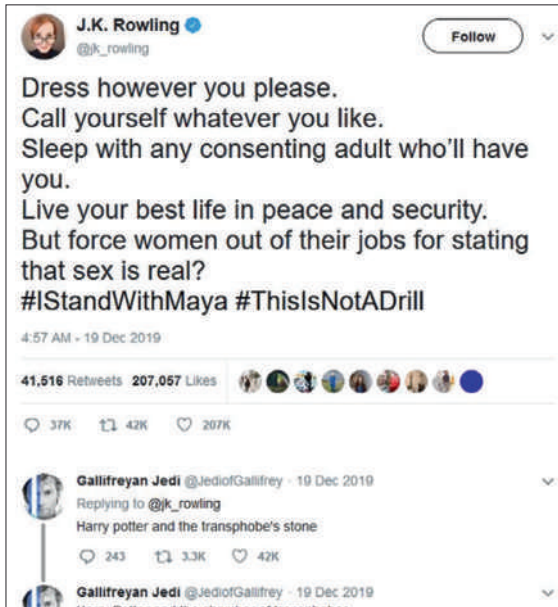 J.K. Rowling
@jk_rowling
Follow
Dress however you please.
Call yourself whatever you like.
Sleep with any consenting adult who’ll have
you.
Live your best life in peace and security.
But force women out of their jobs for stating
that sex is real?
#IStandWithMaya #ThisIsNotADrill
4:57 AM - 19 Dec 2019
41,516 Retweets 207,057 Likes
37K 42K 207K
Gallifreyan Jedi @JediofGallifrey · 19 Dec 2019
Replying to @jk_rowling
Harry potter and the transphobe's stone
243 3.3K 42K
Gallifreyan Jedi @JediofGallifrey · 19 Dec 2019